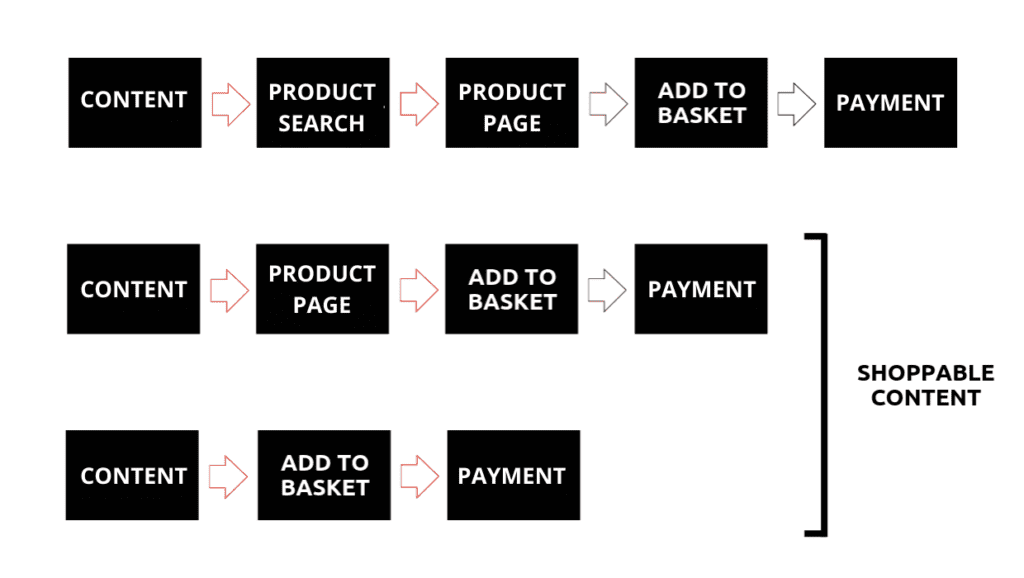 CONTENT
PRODUCT
SEARCH
PRODUCT
PAGE
ADD TO
BASKET
PAYMENT
CONTENT
PRODUCT
PAGE
ADD TO
BASKET
PAYMENT
SHOPPABLE
CONTENT
CONTENT
ADD TO
BASKET
PAYMENT